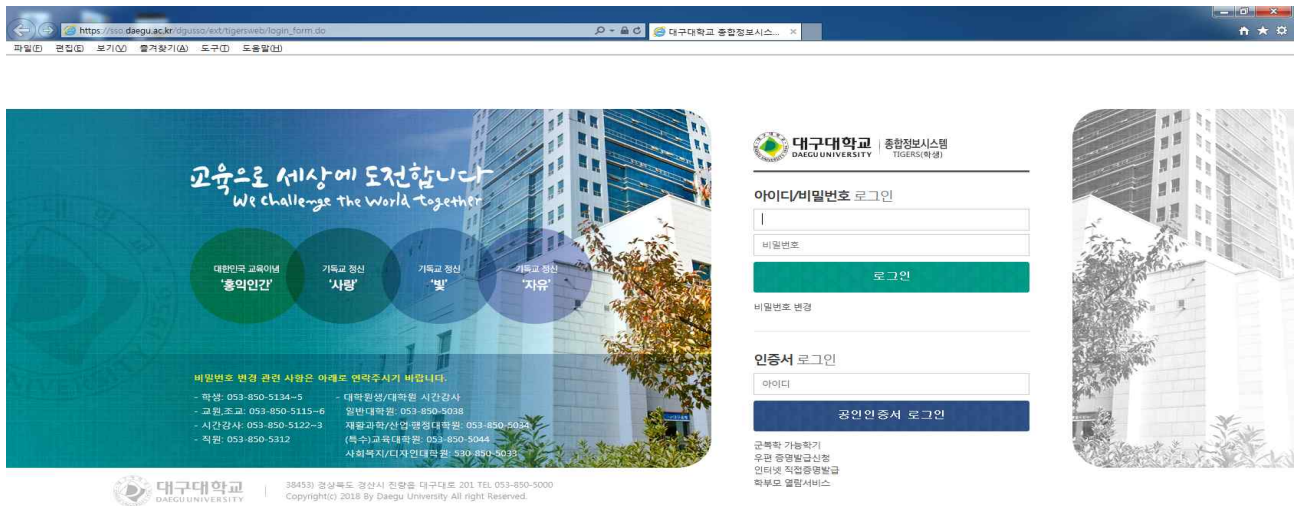 https://sso.daegu.ac.kr/dgusso/ext/tigersweb/login_form.do
대구대학교 종합정보시스...
파일(F) 편집(E) 보기(V) 즐겨찾기(A) 도구(T) 도움말(H)
교육으로 세상에 도전합니다
We challenge the world together
대한민국 교육이념
'홍익인간'
기독교 정신
'사랑'
기독교 정신
'빛'
기독교 정신
'자유'
비밀번호 변경 관련 사항은 아래로 연락주시기 바랍니다.
- 학생: 053-850-5134~5
- 교원,조교: 053-850-5115~6
- 시간강사: 053-850-5122~3
- 직원: 053-850-5312
- 대학원생/대학원 시간강사
일반대학원: 053-850-5038
재활과학/산업·행정대학원: 053-850-5034
(특수)교육대학원: 053-850-5044
사회복지/디자인대학원: 530-850-5033
대구대학교
DAEGU UNIVERSITY
종합정보시스템
TIGERS(학생)
아이디/비밀번호 로그인
비밀번호
로그인
비밀번호 변경
인증서 로그인
아이디
공인인증서 로그인
군복학 가능학기
우편 증명발급신청
인터넷 직접증명발급
학부모 열람서비스
대구대학교
DAEGU UNIVERSITY
38453) 경상북도 경산시 진량읍 대구대로 201 TEL 053-850-5000
Copyright(c) 2018 By Daegu University All right Reserved.